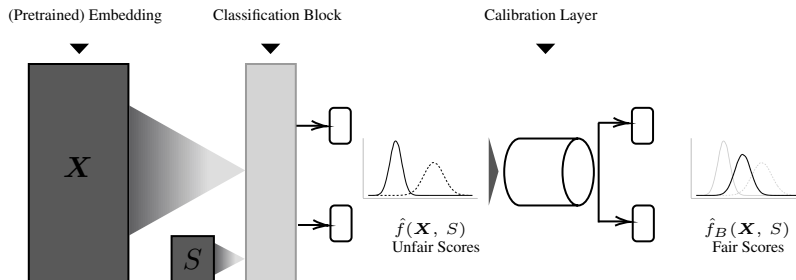 (Pretrained) Embedding
Classification Block
Calibration Layer
X
S
f̂(X, S)
Unfair Scores
f̂_B(X, S)
Fair Scores